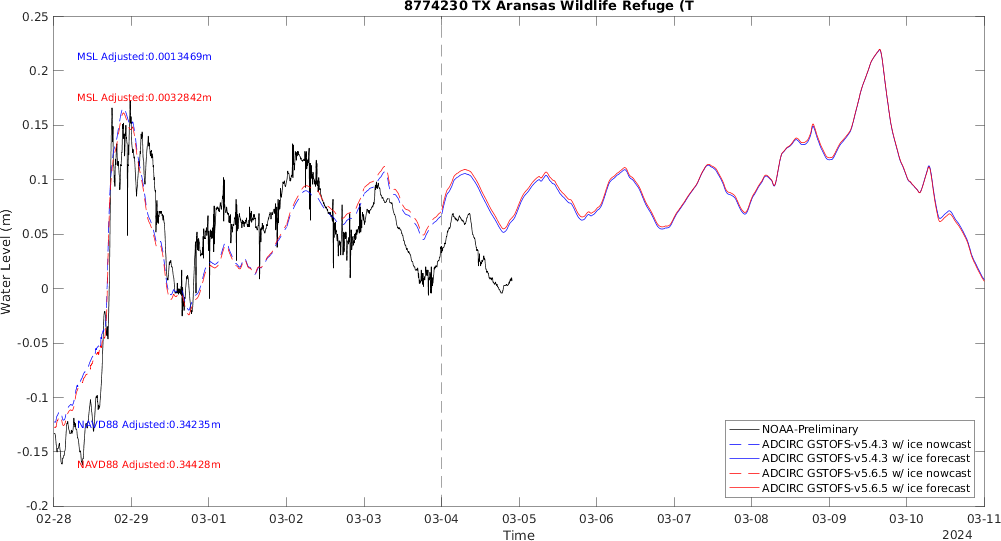 8774230 TX Aransas Wildlife Refuge (T
0.25
0.2
0.15
0.1
0.05
0
-0.05
-0.1
-0.15
-0.2
Water Level (m)
MSL Adjusted:0.0013469m
MSL Adjusted:0.0032842m
NAVD88 Adjusted:0.34235m
NAVD88 Adjusted:0.34428m
NOAA-Preliminary
ADCIRC GSTOFS-v5.4.3 w/ ice nowcast
ADCIRC GSTOFS-v5.4.3 w/ ice forecast
ADCIRC GSTOFS-v5.6.5 w/ ice nowcast
ADCIRC GSTOFS-v5.6.5 w/ ice forecast
02-28 02-29 03-01 03-02 03-03 03-04 03-05 03-06 03-07 03-08 03-09 03-10 03-11
Time
2024